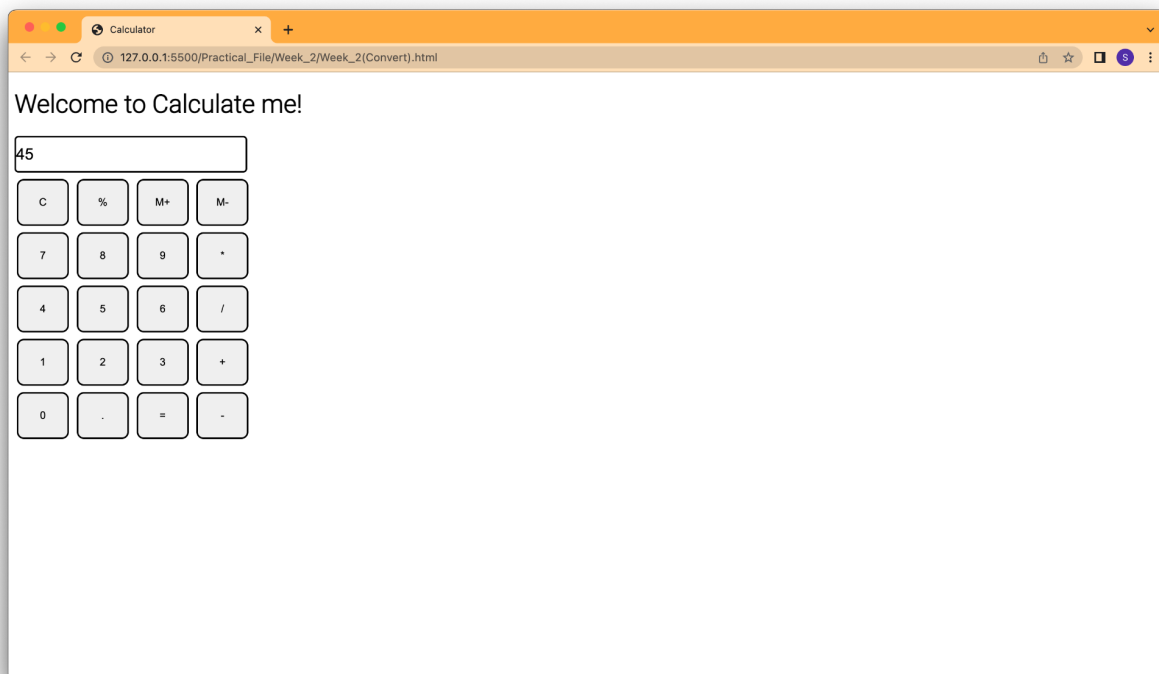 Calculator
127.0.0.1:5500/Practical_File/Week_2/Week_2(Convert).html
S
Welcome to Calculate me!
45
C % M+ M-
7 8 9 *
4 5 6 /
1 2 3 +
0 . = -